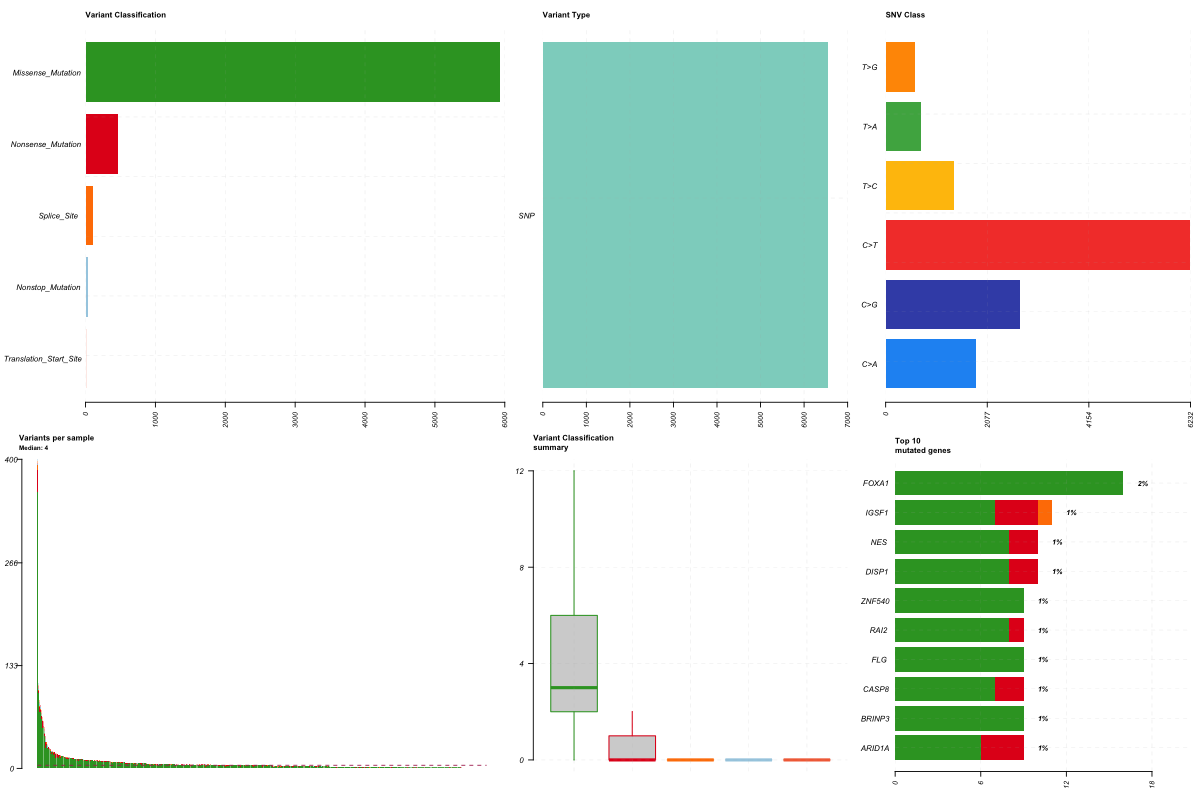 Variant Classification
Missense_Mutation
Nonsense_Mutation
Splice_Site
Nonstop_Mutation
Translation_Start_Site
0
1000
2000
3000
4000
5000
6000
Variant Type
SNP
0
1000
2000
3000
4000
5000
6000
7000
SNV Class
T>G
T>A
T>C
C>T
C>G
C>A
0
2077
4154
6232
Variants per sample
Median: 4
400
266
133
0
Variant Classification
summary
12
8
4
0
Top 10
mutated genes
FOXA1 2%
IGSF1 1%
NES 1%
DISP1 1%
ZNF540 1%
RAI2 1%
FLG 1%
CASP8 1%
BRINP3 1%
ARID1A 1%
0
6
12
18